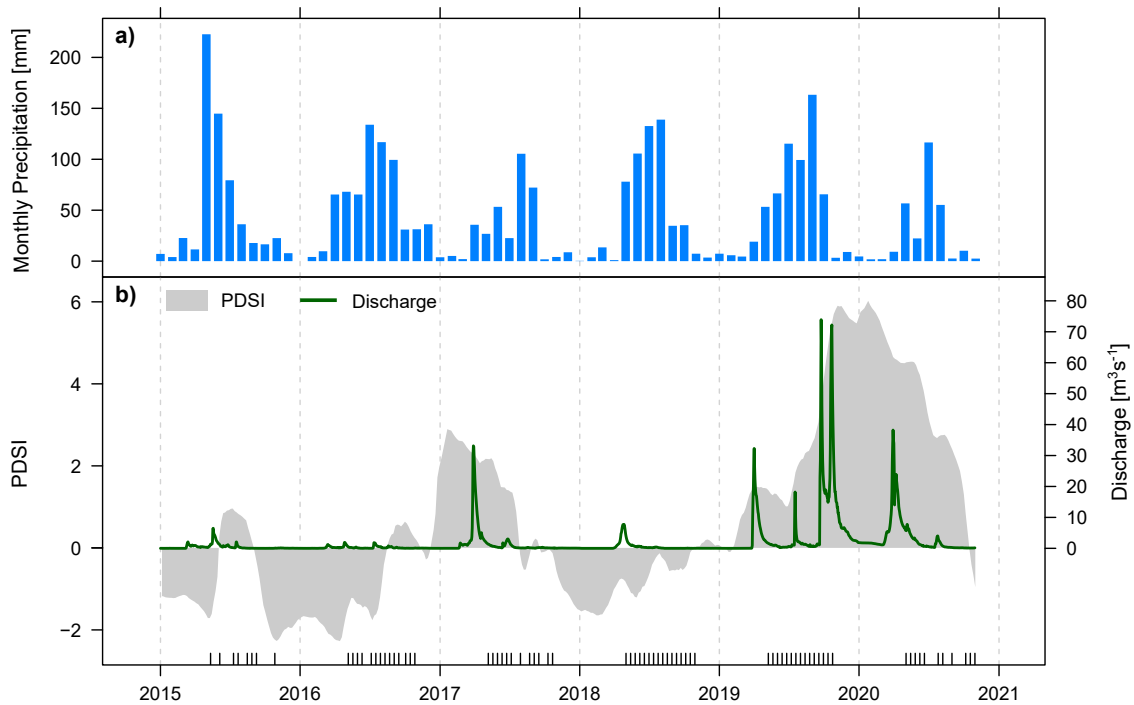 a)
Monthly Precipitation [mm]
200
150
100
50
0
b)
PDSI
Discharge
PDSI
6
4
2
0
−2
80
70
60
50
40
30
20
10
0
Discharge [m³s⁻¹]
2015 2016 2017 2018 2019 2020 2021